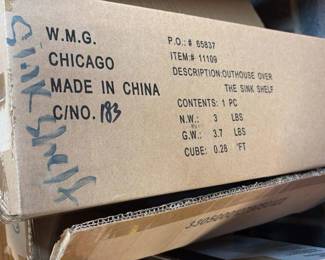 W.M.G.
CHICAGO
MADE IN CHINA
C/NO. 183
P.O.: # 65837
ITEM:# 11109
DESCRIPTION:OUTHOUSE OVER
THE SINK SHELF
CONTENTS: 1 PC
N.W.: 3 LBS
G.W.: 3.7 LBS
CUBE: 0.28 'FT